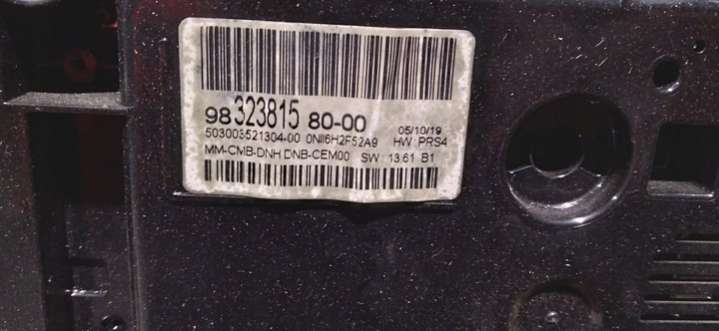 98 323815 80-00
05/10/19
503003521304-00 0NII6H2F52A9 HW: PRS4
MM-CMB-DNH DNB-CEM00 SW: 13.61 B1